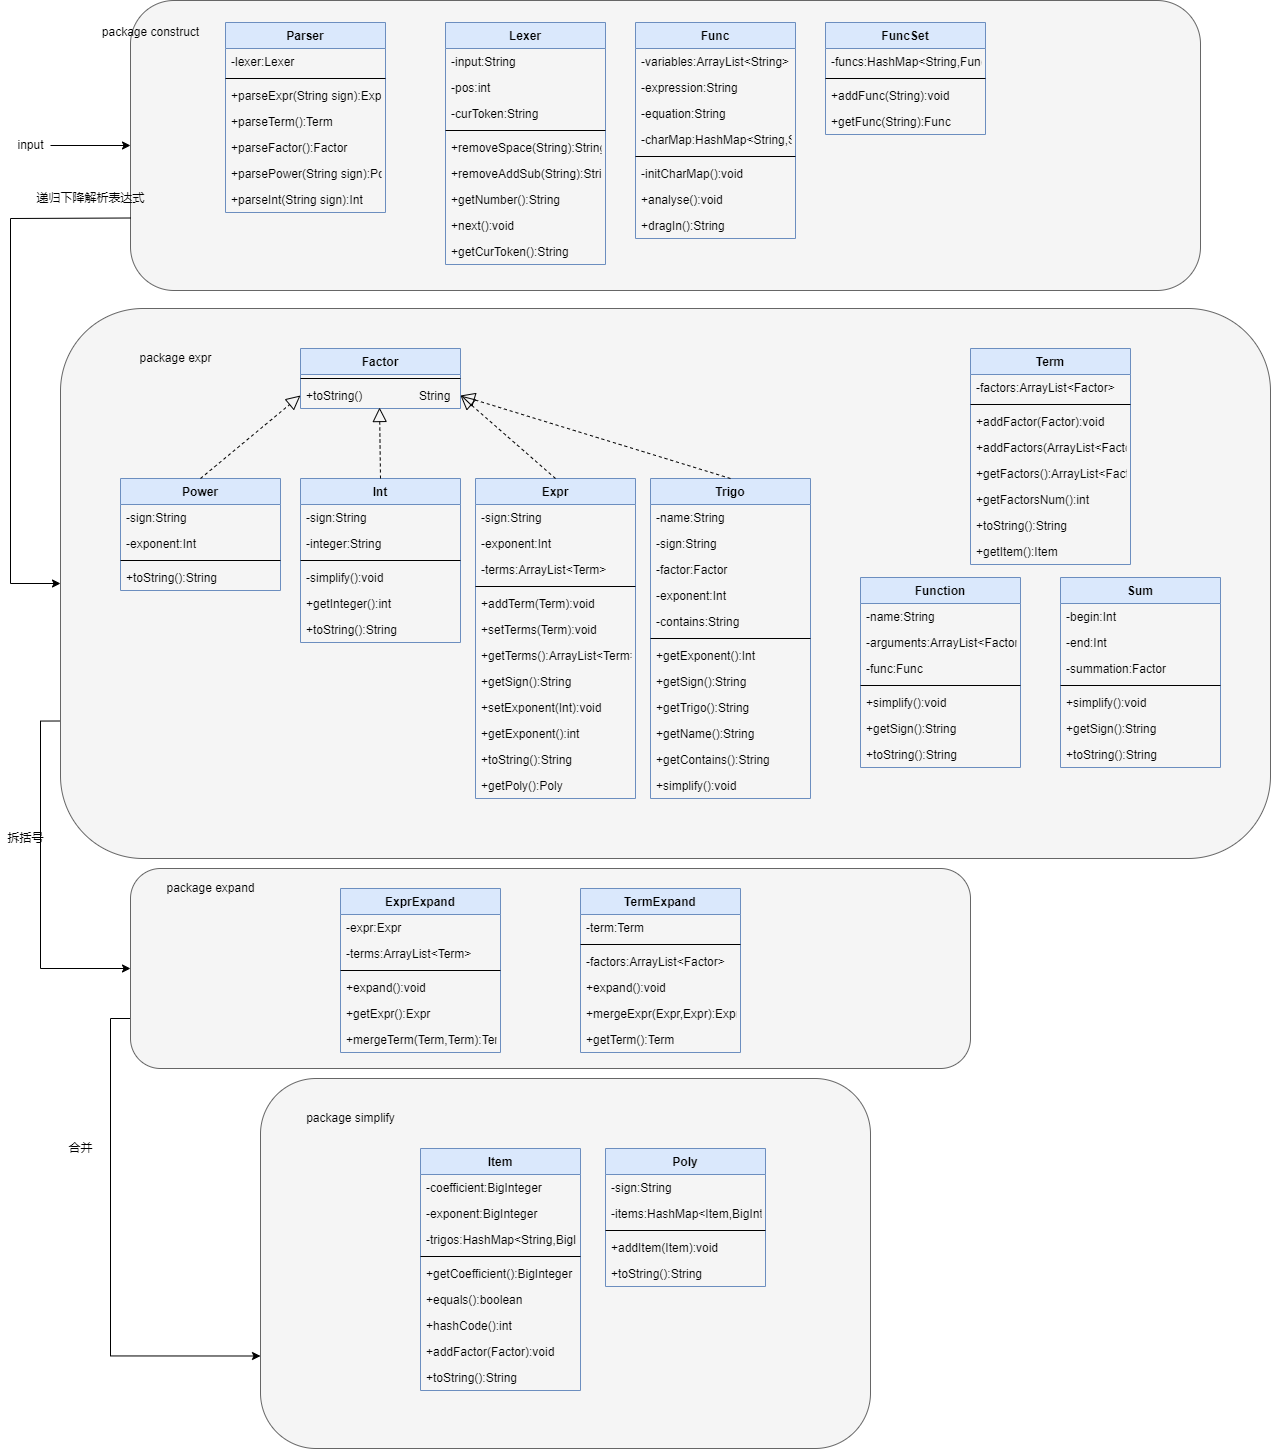 package construct
Parser
-lexer:Lexer
+parseExpr(String sign):Exp
+parseTerm():Term
+parseFactor():Factor
+parsePower(String sign):Po
+parseInt(String sign):Int
Lexer
-input:String
-pos:int
-curToken:String
+removeSpace(String):String
+removeAddSub(String):Stri
+getNumber():String
+next():void
+getCurToken():String
Func
-variables:ArrayList<String>
-expression:String
-equation:String
-charMap:HashMap<String,S
-initCharMap():void
+analyse():void
+dragIn():String
FuncSet
-funcs:HashMap<String,Fun
+addFunc(String):void
+getFunc(String):Func
input
递归下降解析表达式
package expr
Factor
+toString() String
Term
-factors:ArrayList<Factor>
+addFactor(Factor):void
+addFactors(ArrayList<Fact
+getFactors():ArrayList<Fac
+getFactorsNum():int
+toString():String
+getItem():Item
Power
-sign:String
-exponent:Int
+toString():String
Int
-sign:String
-integer:String
-simplify():void
+getInteger():int
+toString():String
Expr
-sign:String
-exponent:Int
-terms:ArrayList<Term>
+addTerm(Term):void
+setTerms(Term):void
+getTerms():ArrayList<Term>
+getSign():String
+setExponent(Int):void
+getExponent():int
+toString():String
+getPoly():Poly
Trigo
-name:String
-sign:String
-factor:Factor
-exponent:Int
-contains:String
+getExponent():Int
+getSign():String
+getTrigo():String
+getName():String
+getContains():String
+simplify():void
Function
-name:String
-arguments:ArrayList<Factor
-func:Func
+simplify():void
+getSign():String
+toString():String
Sum
-begin:Int
-end:Int
-summation:Factor
+simplify():void
+getSign():String
+toString():String
拆括号
package expand
ExprExpand
-expr:Expr
-terms:ArrayList<Term>
+expand():void
+getExpr():Expr
+mergeTerm(Term,Term):Ter
TermExpand
-term:Term
-factors:ArrayList<Factor>
+expand():void
+mergeExpr(Expr,Expr):Exp
+getTerm():Term
合并
package simplify
Item
-coefficient:BigInteger
-exponent:BigInteger
-trigos:HashMap<String,BigI
+getCoefficient():BigInteger
+equals():boolean
+hashCode():int
+addFactor(Factor):void
+toString():String
Poly
-sign:String
-items:HashMap<Item,BigInt
+addItem(Item):void
+toString():String